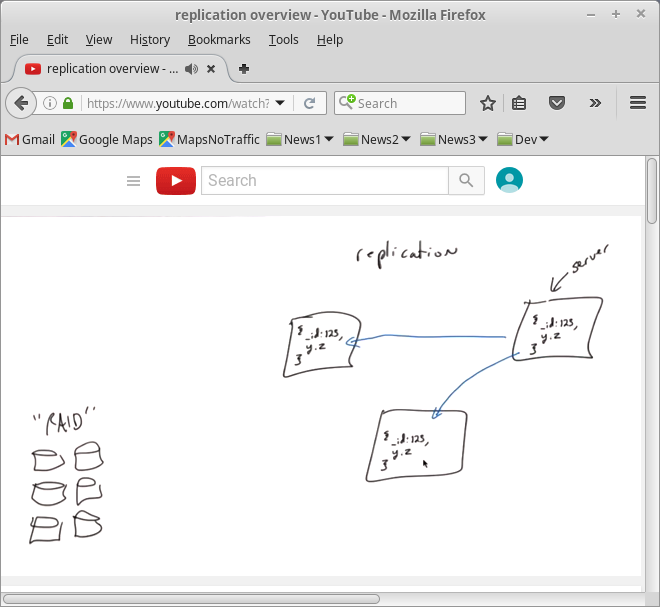 replication overview - YouTube - Mozilla Firefox
File Edit View History Bookmarks Tools Help
replication overview - ...
https://www.youtube.com/watch?
Search
Gmail Google Maps MapsNoTraffic News1 News2 News3 Dev
Search
replication
server
{ _id:123,
y.z
}
{ _id:123,
y.z
}
{ _id:123,
y.z
}
"RAID"